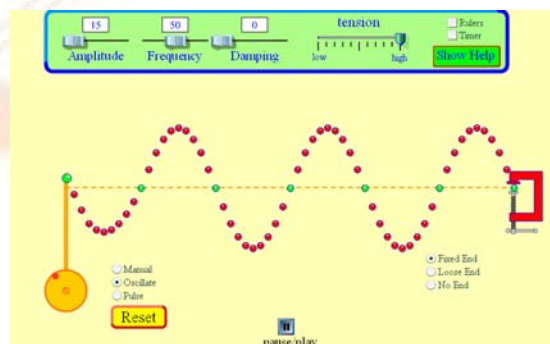 15 50 0 tension Rulers
Timer
Amplitude Frequency Damping low high Show Help
Manual
Oscillate
Pulse
Reset
Fixed End
Loose End
No End
pause/play